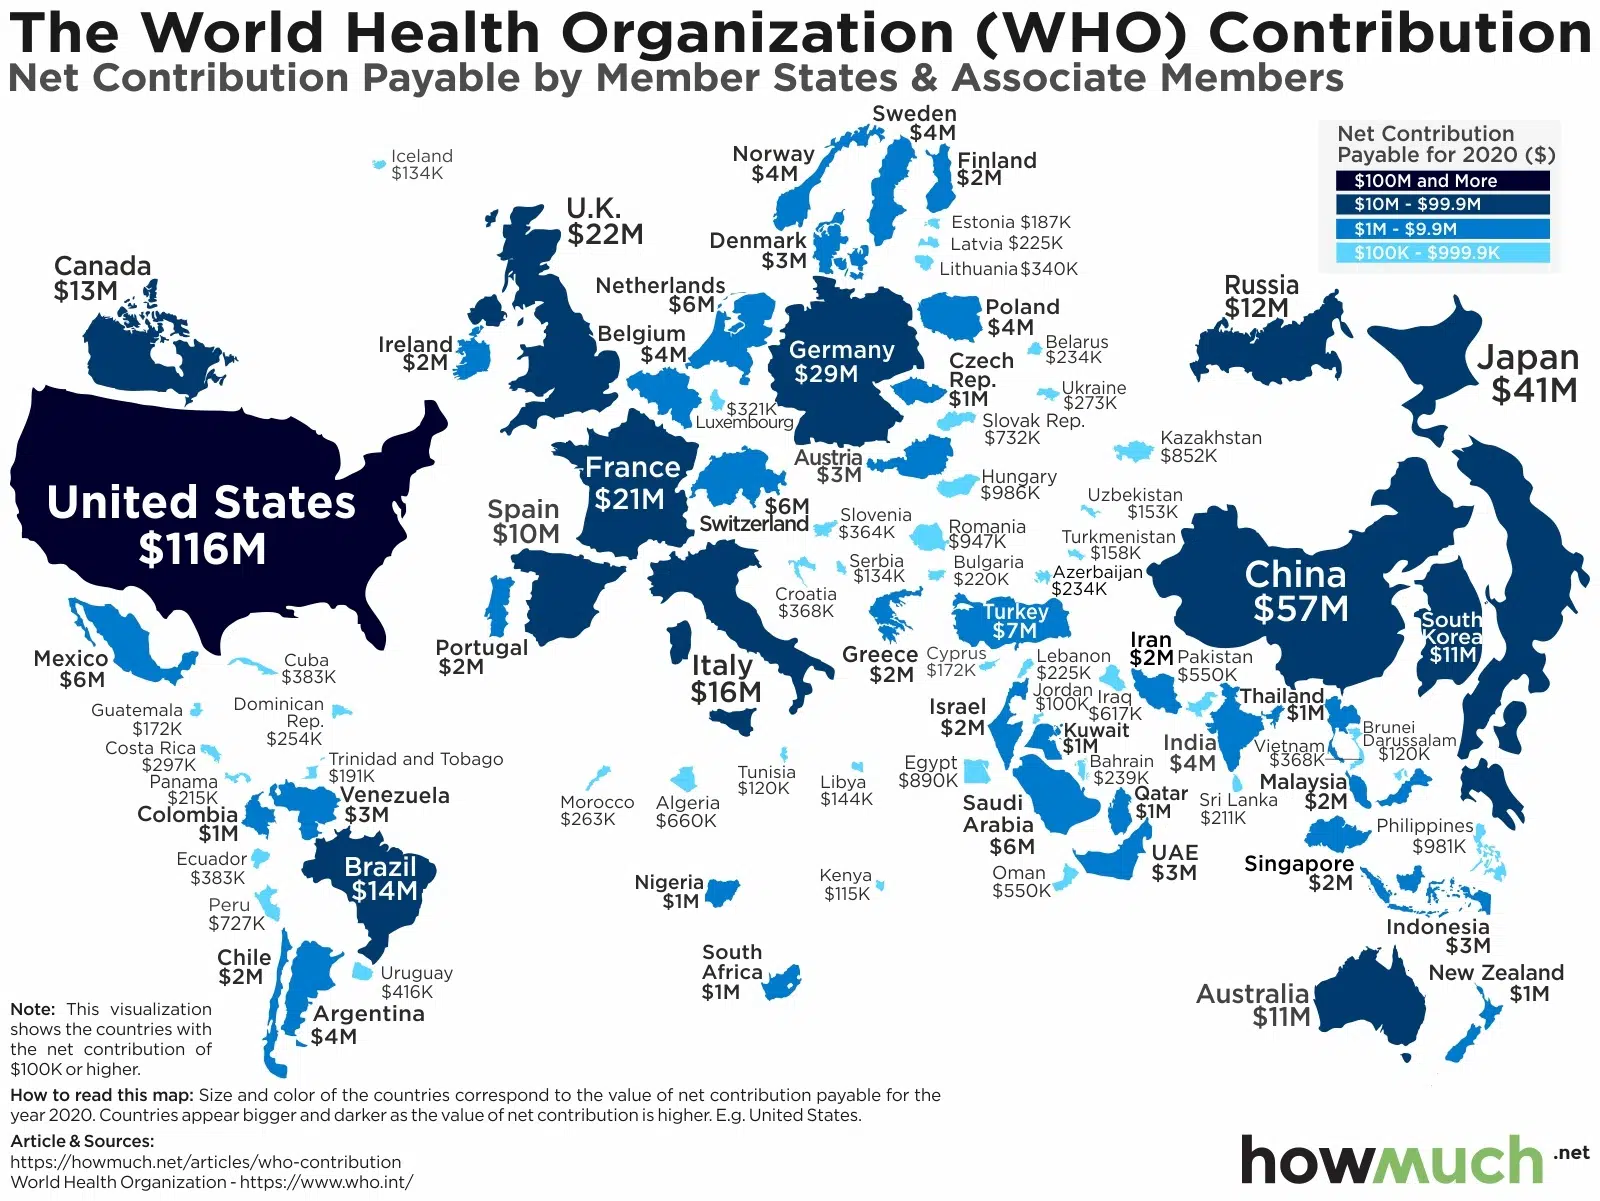 The World Health Organization (WHO) Contribution
Net Contribution Payable by Member States & Associate Members
Net Contribution
Payable for 2020 ($)
$100M and More
$10M - $99.9M
$1M - $9.9M
$100K - $999.9K
Iceland
$134K
Sweden
$4M
Norway
$4M
Finland
$2M
Estonia $187K
Latvia $225K
Lithuania $340K
Denmark
$3M
U.K.
$22M
Canada
$13M
Netherlands
$6M
Ireland
$2M
Belgium
$4M
Germany
$29M
Poland
$4M
Belarus
$234K
Czech
Rep.
$1M
Ukraine
$273K
Russia
$12M
Japan
$41M
$321K
Luxembourg
Slovak Rep.
$732K
Kazakhstan
$852K
Austria
$3M
Hungary
$986K
France
$21M
United States
$116M
Spain
$10M
$6M
Switzerland
Slovenia
$364K
Romania
$947K
Uzbekistan
$153K
Turkmenistan
$158K
Serbia
$134K
Bulgaria
$220K
Azerbaijan
$234K
Croatia
$368K
China
$57M
South
Korea
$11M
Turkey
$7M
Portugal
$2M
Italy
$16M
Greece
$2M
Cyprus
$172K
Lebanon
$225K
Iran
$2M
Pakistan
$550K
Mexico
$6M
Cuba
$383K
Guatemala
$172K
Dominican
Rep.
$254K
Costa Rica
$297K
Panama
$215K
Trinidad and Tobago
$191K
Israel
$2M
Jordan
$100K
Iraq
$617K
Kuwait
$1M
Thailand
$1M
India
$4M
Vietnam
$368K
Brunei
Darussalam
$120K
Colombia
$1M
Venezuela
$3M
Morocco
$263K
Algeria
$660K
Tunisia
$120K
Libya
$144K
Egypt
$890K
Bahrain
$239K
Saudi
Arabia
$6M
Qatar
$1M
Sri Lanka
$211K
Malaysia
$2M
Philippines
$981K
Ecuador
$383K
Brazil
$14M
Peru
$727K
Nigeria
$1M
Kenya
$115K
Oman
$550K
UAE
$3M
Singapore
$2M
Indonesia
$3M
Chile
$2M
Uruguay
$416K
Argentina
$4M
South
Africa
$1M
Australia
$11M
New Zealand
$1M
Note: This visualization
shows the countries with
the net contribution of
$100K or higher.
How to read this map: Size and color of the countries correspond to the value of net contribution payable for the
year 2020. Countries appear bigger and darker as the value of net contribution is higher. E.g. United States.
Article & Sources:
https://howmuch.net/articles/who-contribution
World Health Organization - https://www.who.int/
howmuch.net